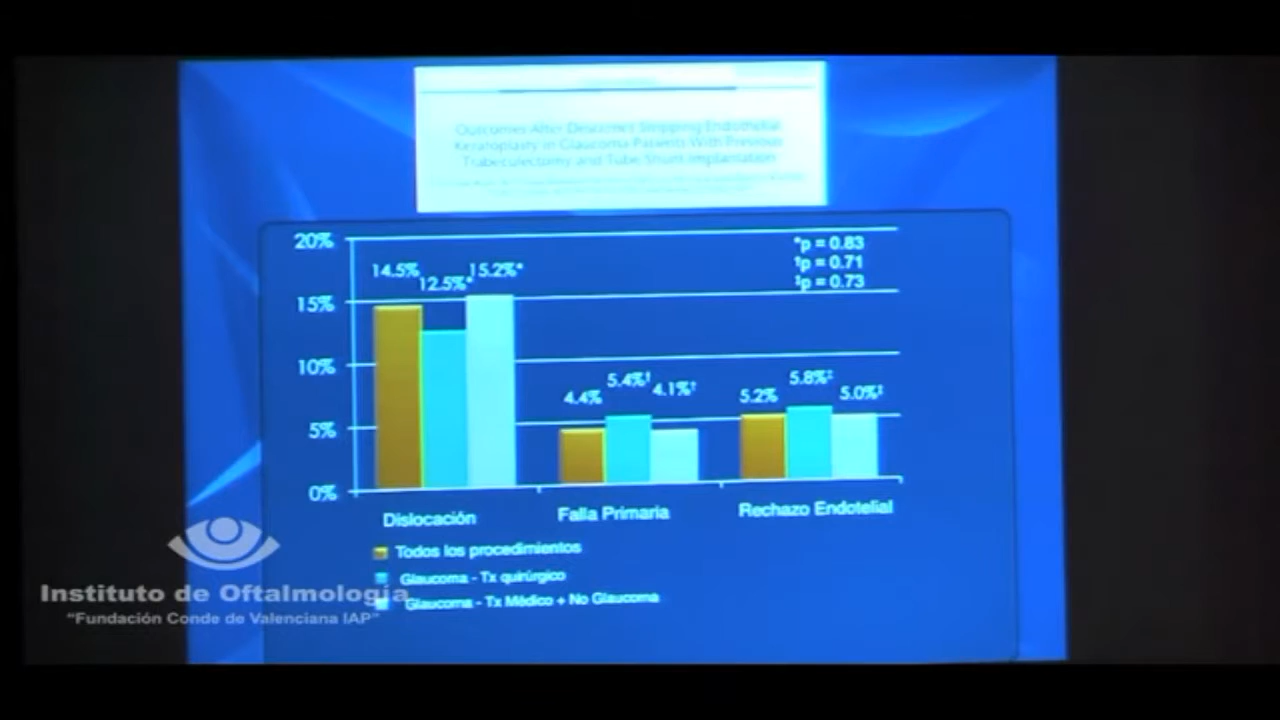 Outcomes After Descemet Stripping Endothelial
Keratoplasty in Glaucoma Patients With Previous
Trabeculectomy and Tube Shunt Implantation
20%
15%
10%
5%
0%
14.5%
12.5%*
15.2%*
4.4%
5.4%†
4.1%†
5.2%
5.8%‡
5.0%‡
*p = 0.83
†p = 0.71
‡p = 0.73
Dislocación
Falla Primaria
Rechazo Endotelial
Todos los procedimientos
Glaucoma - Tx quirúrgico
Glaucoma - Tx Médico + No Glaucoma
Instituto de Oftalmología
"Fundación Conde de Valenciana IAP"